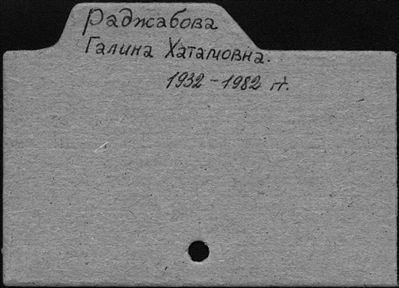 Раджабова
Галина Хатамовна.
1932-1982 гг.